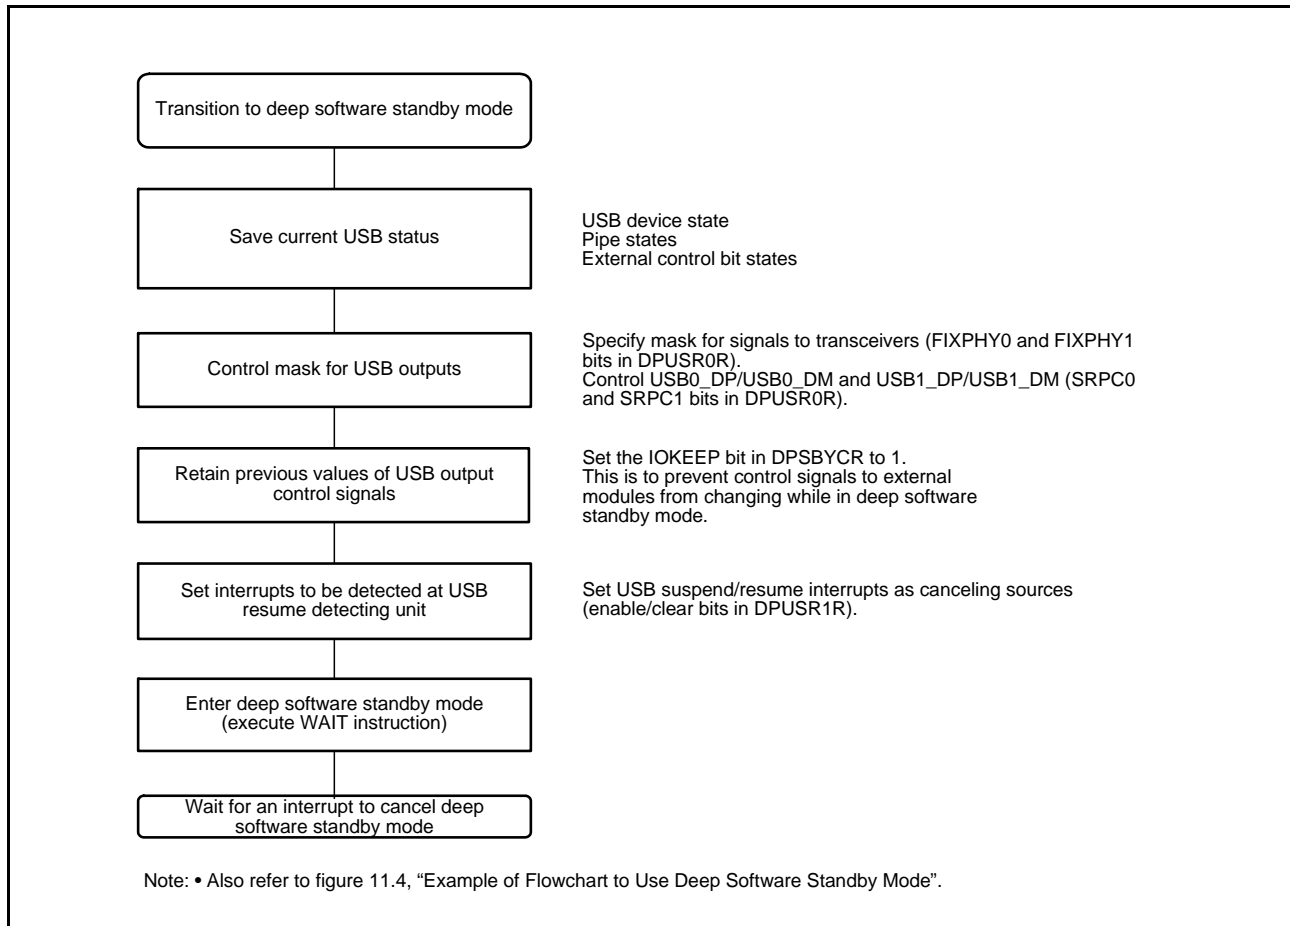 Transition to deep software standby mode
Save current USB status
USB device state
Pipe states
External control bit states
Control mask for USB outputs
Specify mask for signals to transceivers (FIXPHY0 and FIXPHY1
bits in DPUSR0R).
Control USB0_DP/USB0_DM and USB1_DP/USB1_DM (SRPC0
and SRPC1 bits in DPUSR0R).
Retain previous values of USB output
control signals
Set the IOKEEP bit in DPSBYCR to 1.
This is to prevent control signals to external
modules from changing while in deep software
standby mode.
Set interrupts to be detected at USB
resume detecting unit
Set USB suspend/resume interrupts as canceling sources
(enable/clear bits in DPUSR1R).
Enter deep software standby mode
(execute WAIT instruction)
Wait for an interrupt to cancel deep
software standby mode
Note: • Also refer to figure 11.4, “Example of Flowchart to Use Deep Software Standby Mode”.